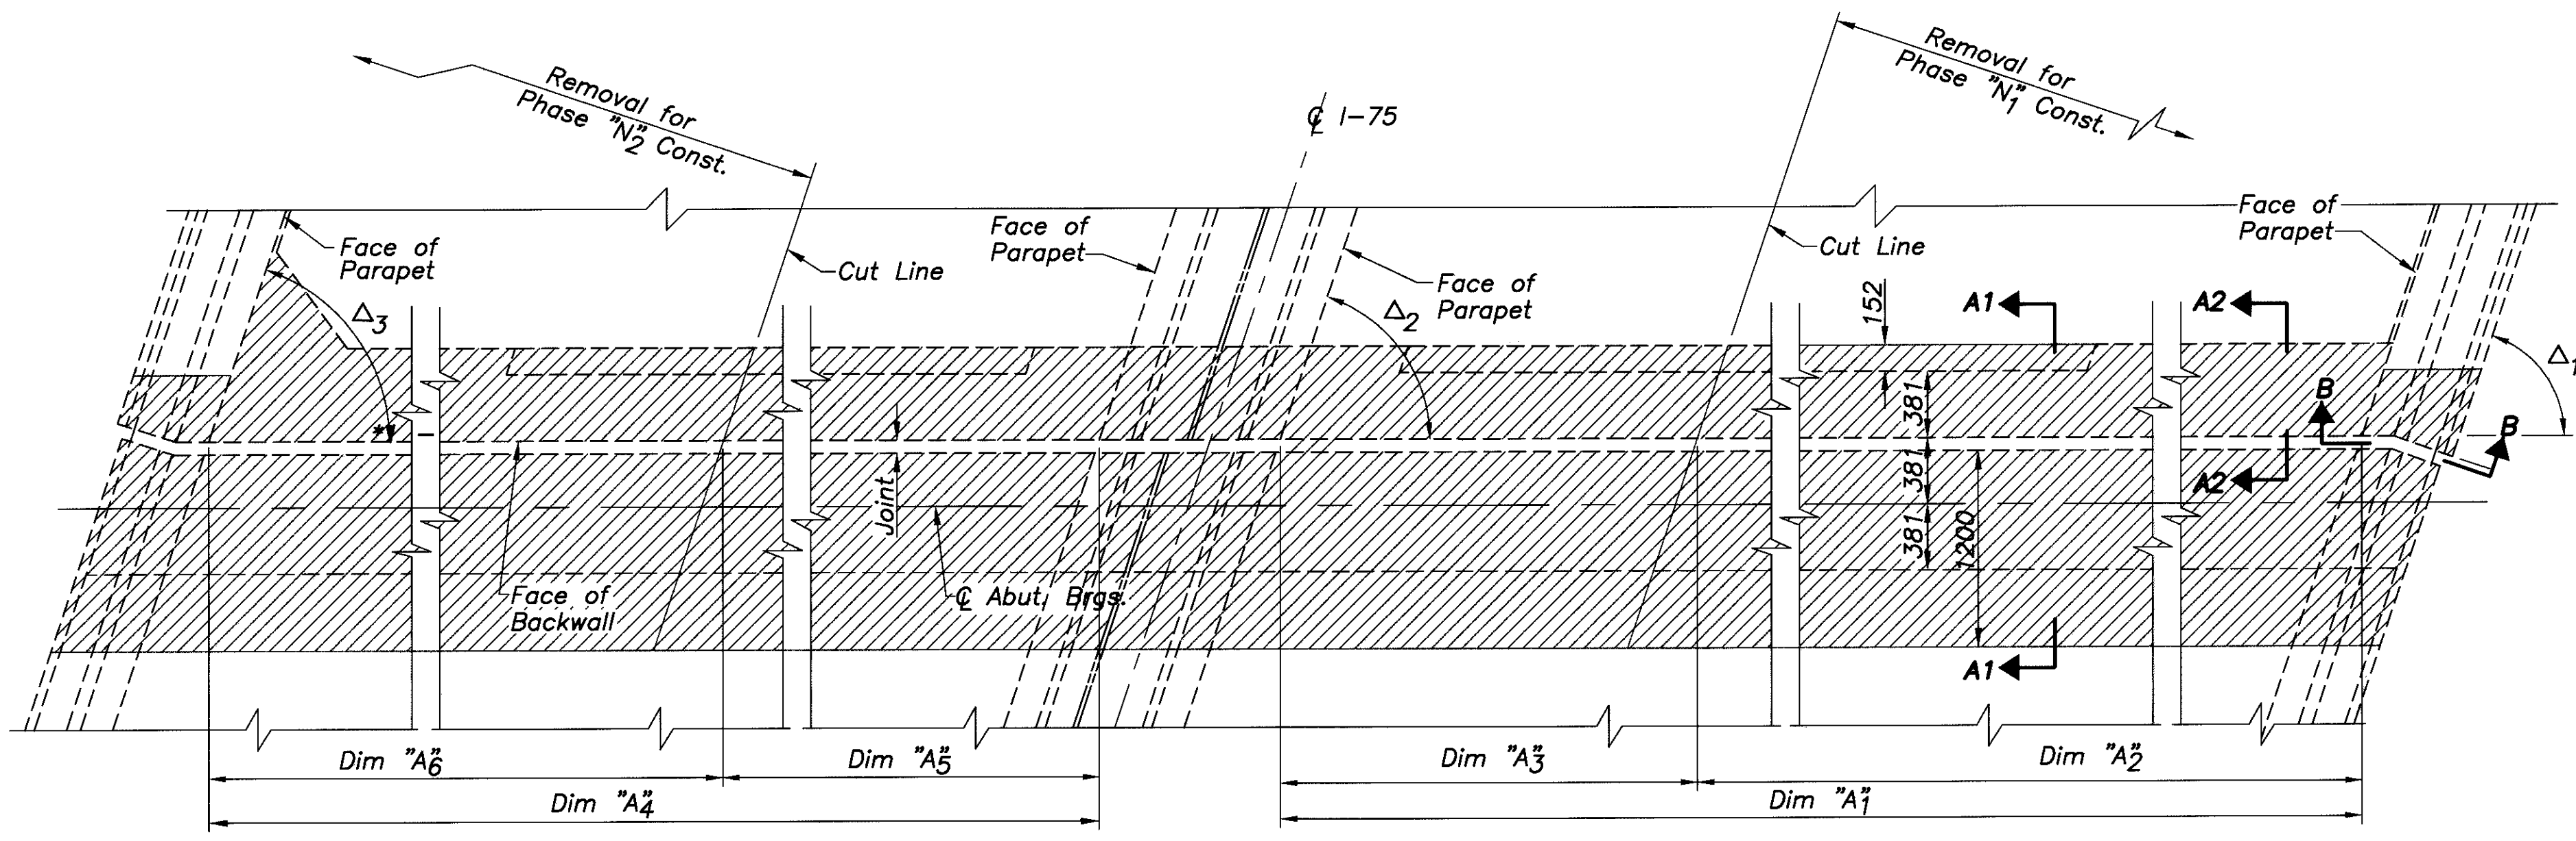 Removal for
Phase "N2" Const.
℄ I-75
Removal for
Phase "N1" Const.
Face of
Parapet
Cut Line
Face of
Parapet
Face of
Parapet
Cut Line
Face of
Parapet
Δ3
Δ2
152
A1
A2
Δ1
B
B
381
* -
Joint
381
A2
381
1200
Face of
Backwall
℄ Abut. Brgs.
A1
Dim "A6"
Dim "A5"
Dim "A3"
Dim "A2"
Dim "A4"
Dim "A1"